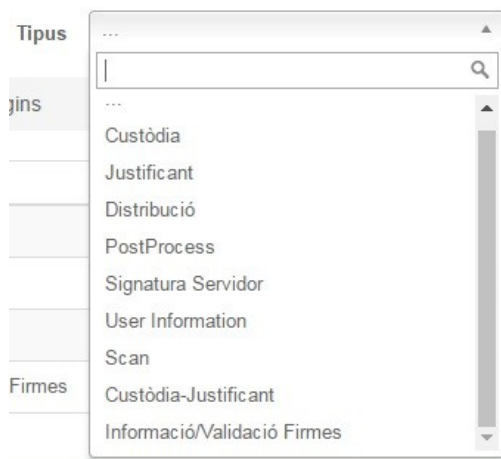 Tipus
...
gins
...
Custòdia
Justificant
Distribució
PostProcess
Signatura Servidor
User Information
Scan
Firmes
Custòdia-Justificant
Informació/Validació Firmes